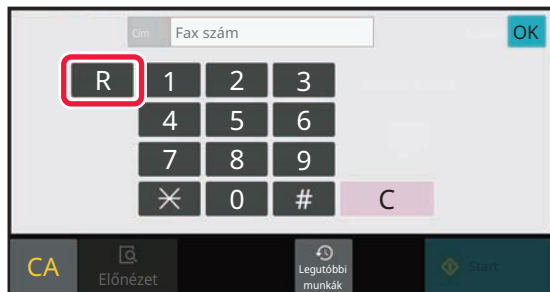 Cím Fax szám OK
R 1 2 3
4 5 6
7 8 9
* 0 # C
CA Előnézet Legutóbbi Start
munkák